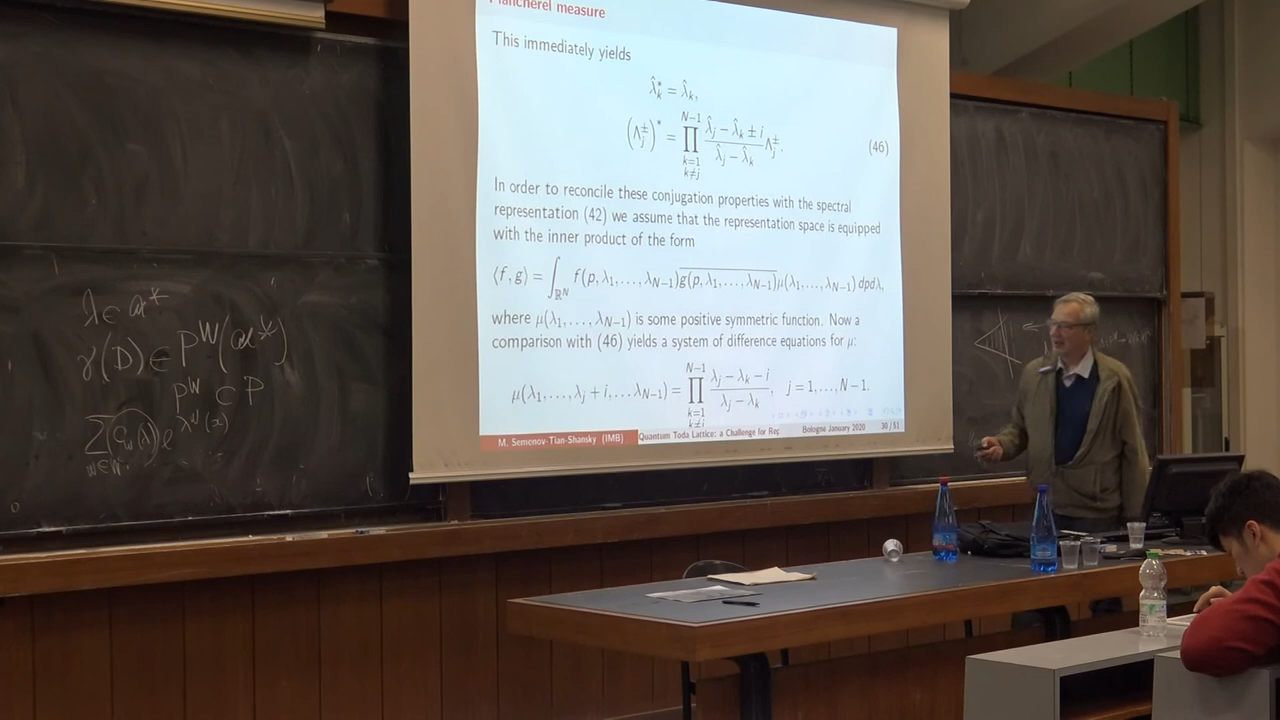 Plancherel measure
This immediately yields
λ̂*_k = λ̂_k,
(Λ^±_j)^* = ∏_{k=1, k≠j}^{N−1} (λ̂_j − λ̂_k ± i)/(λ̂_j − λ̂_k) Λ^±_j. (46)
In order to reconcile these conjugation properties with the spectral
representation (42) we assume that the representation space is equipped
with the inner product of the form
⟨f, g⟩ = ∫_{ℝ^N} f(p, λ_1, . . . , λ_{N−1}) \overline{g(p, λ_1, . . . , λ_{N−1})} μ(λ_1, . . . , λ_{N−1}) dpdλ,
where μ(λ_1, . . . , λ_{N−1}) is some positive symmetric function. Now a
comparison with (46) yields a system of difference equations for μ:
μ(λ_1, . . . , λ_j + i, . . . λ_{N−1}) = ∏_{k=1, k≠j}^{N−1} (λ_j − λ_k − i)/(λ_j − λ_k), j = 1, . . . , N − 1.
M. Semenov-Tian-Shansky (IMB) Quantum Toda Lattice: a Challenge for Rep Bologna January 2020 30 / 51
λ ∈ 𝔞*
γ(D) ∈ P^W(𝔞*)
P^W ⊂ P
∑_{w∈W} C_w(λ) e^{λ^w(x)}